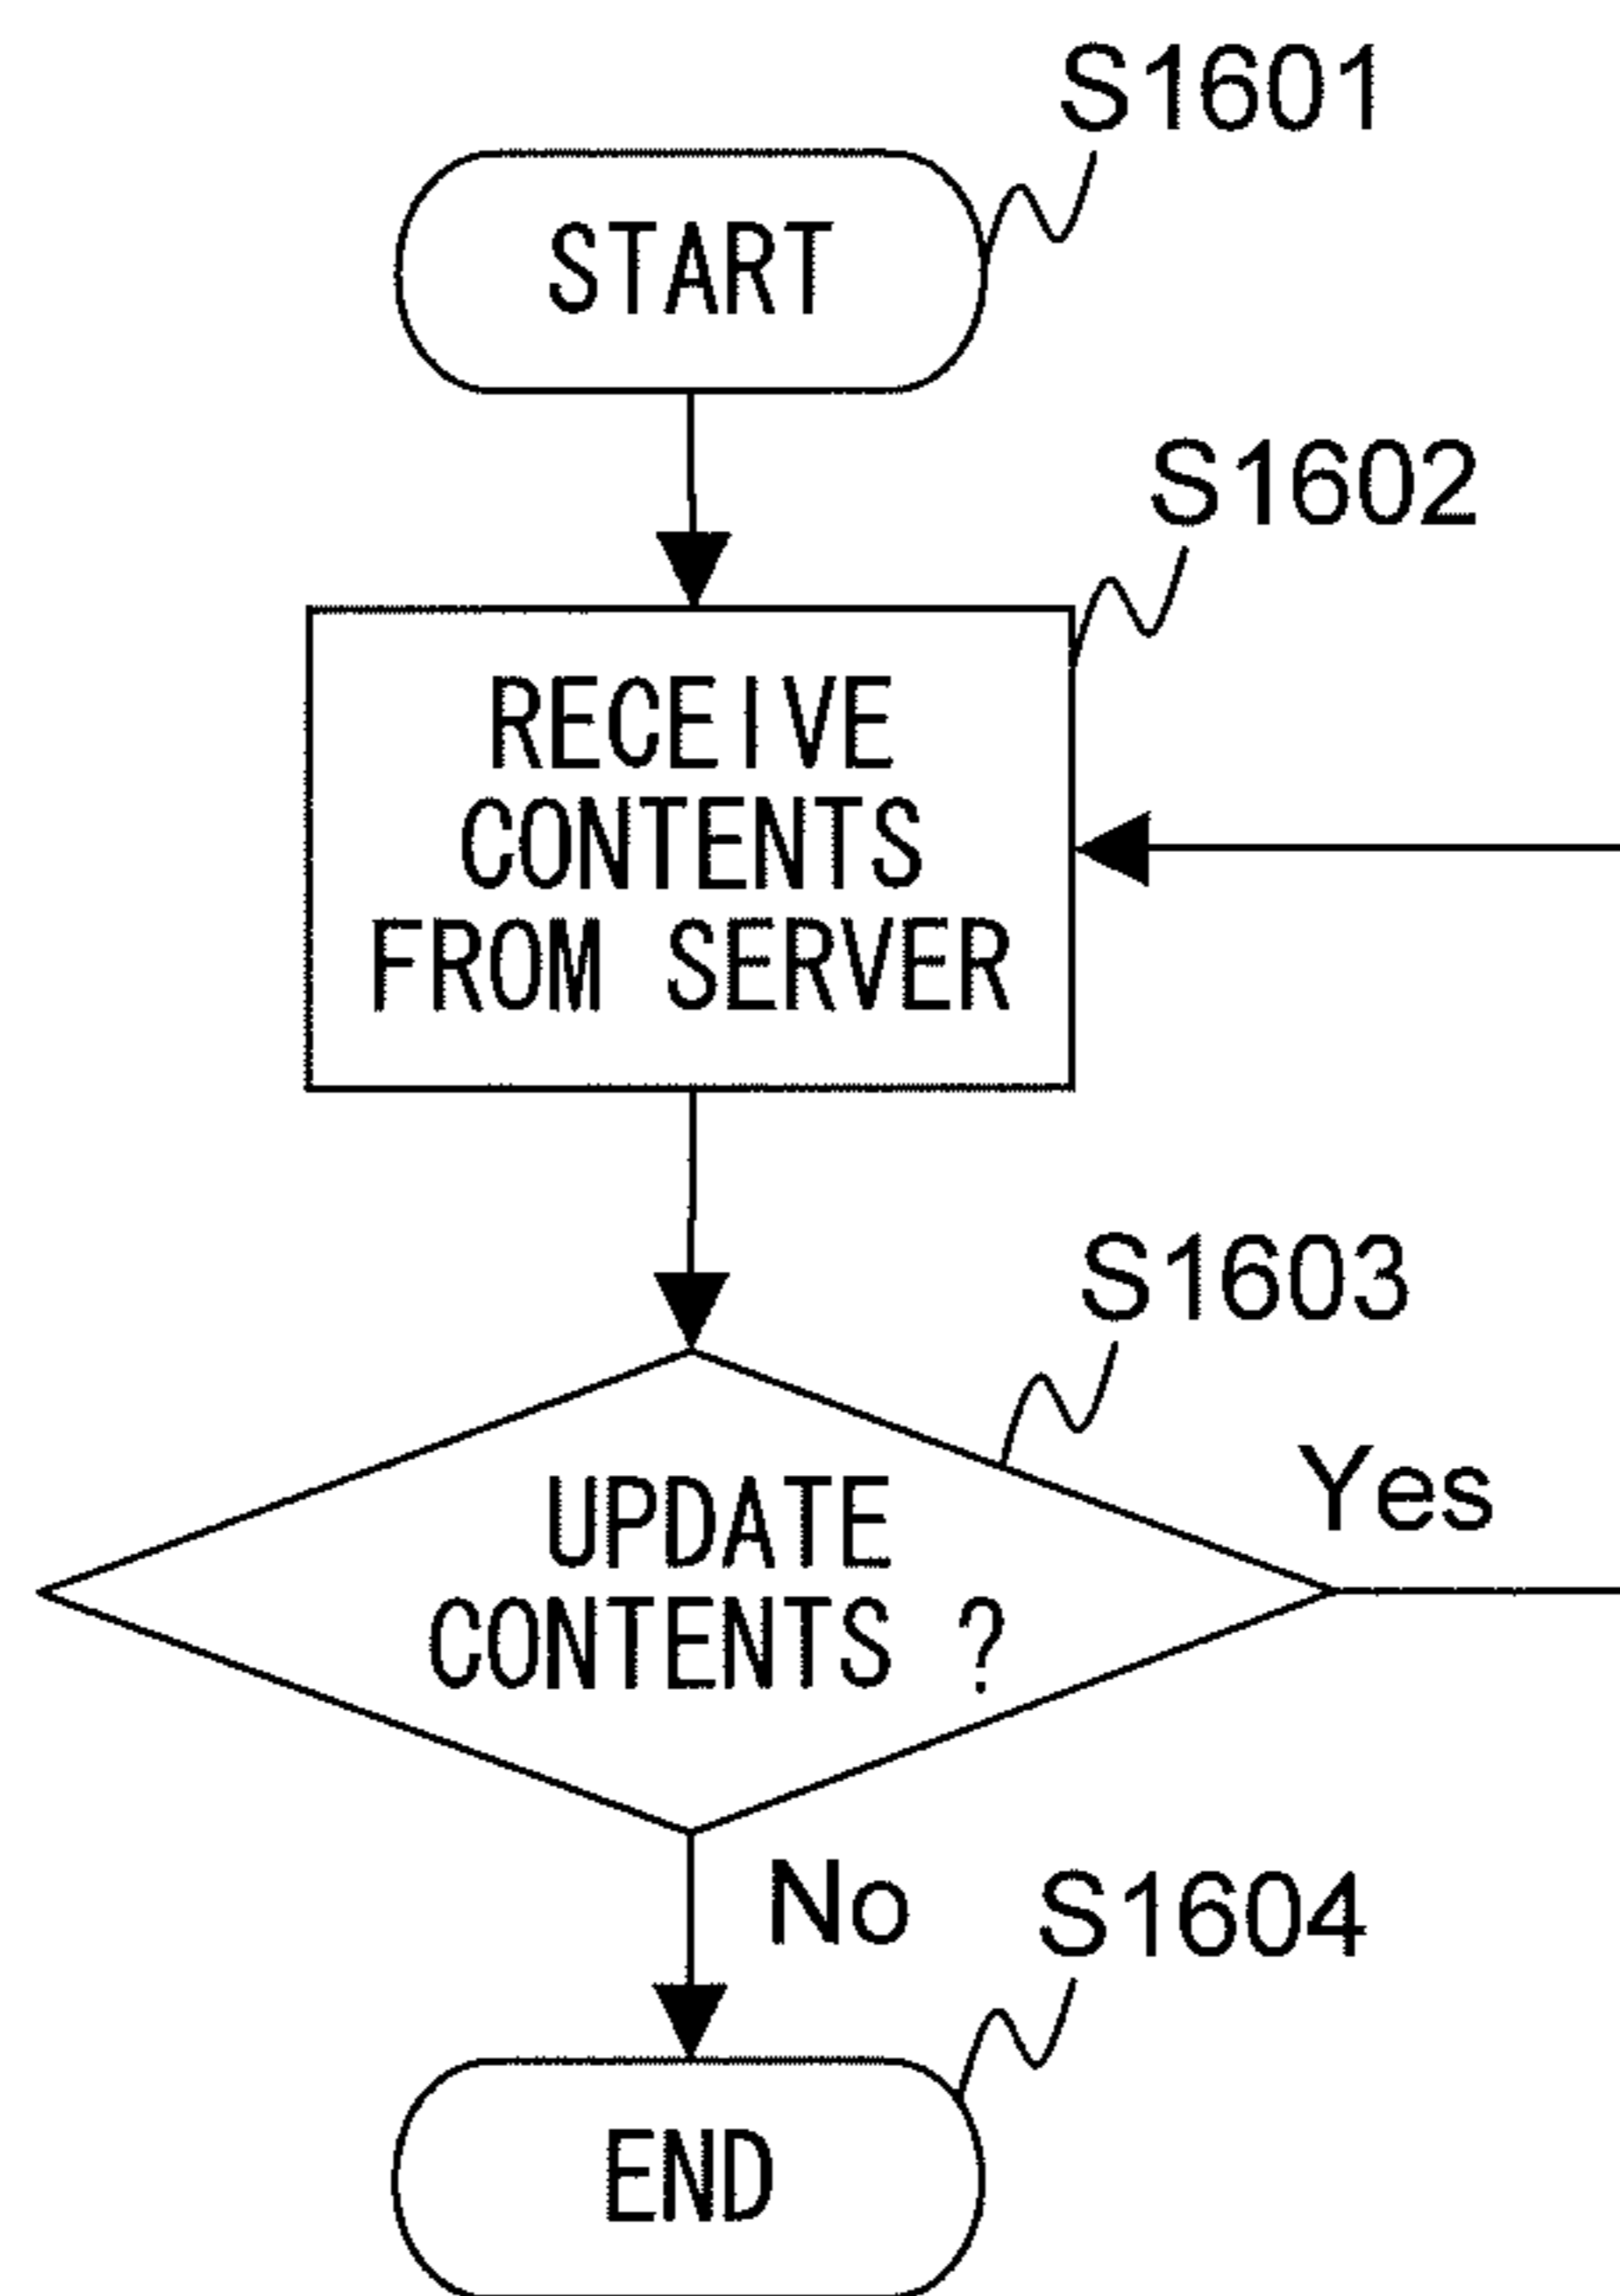 S1601
START
S1602
RECEIVE
CONTENTS
FROM SERVER
S1603
UPDATE
CONTENTS ?
Yes
No
S1604
END